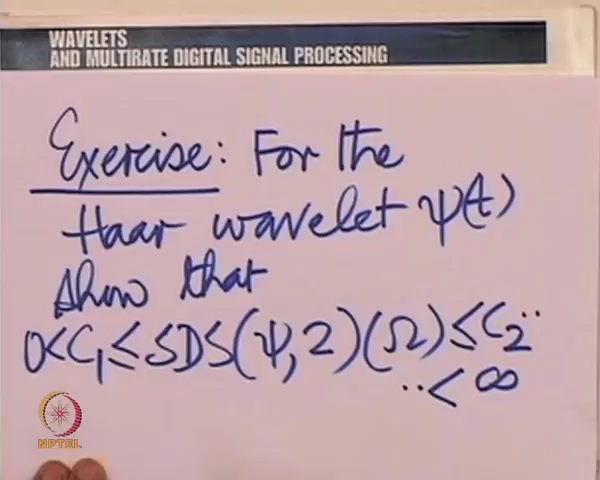 WAVELETS
AND MULTIRATE DIGITAL SIGNAL PROCESSING
Exercise: For the
Haar wavelet ψ(t)
show that
0<C₁≤SDS(ψ,2)(Ω)≤C₂..
..<∞
NPTEL